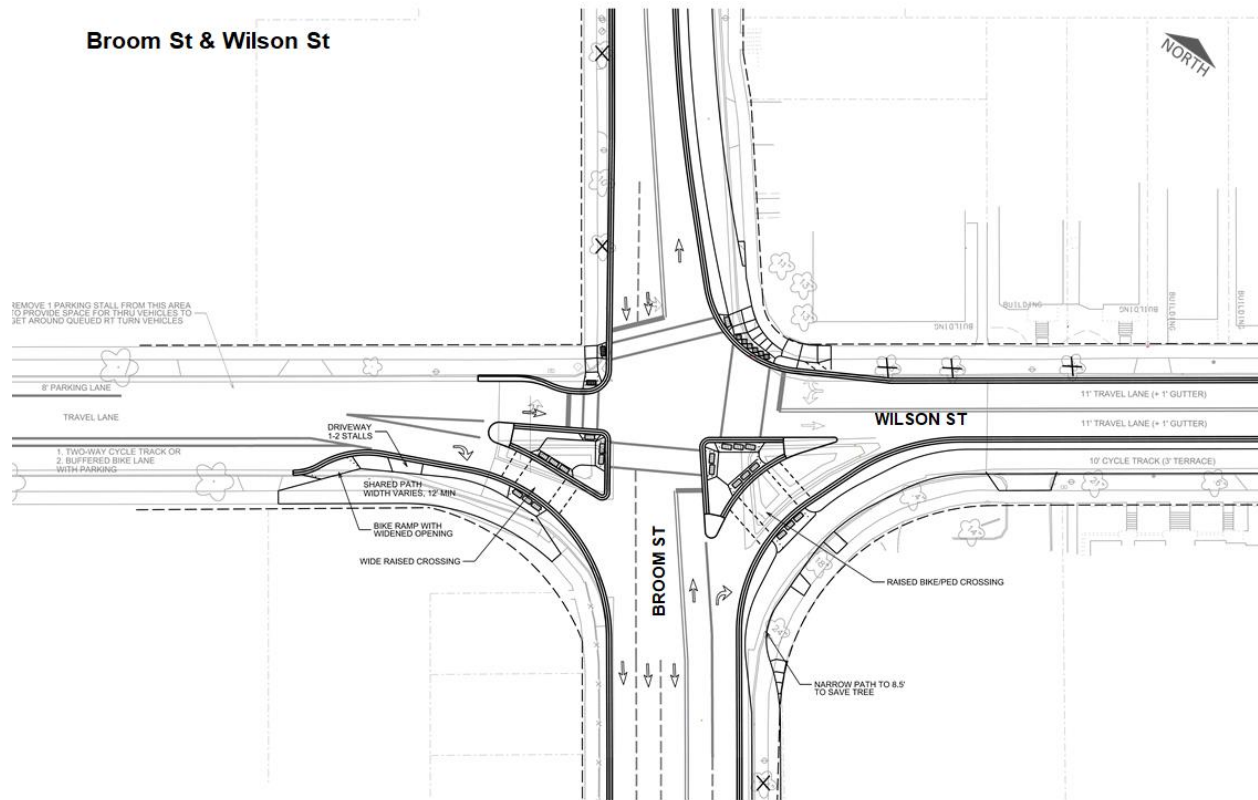 Broom St & Wilson St
NORTH
REMOVE 1 PARKING STALL FROM THIS AREA
TO PROVIDE SPACE FOR THRU VEHICLES TO
GET AROUND QUEUED RT TURN VEHICLES
BUILDING
BUILDING
BUILDING
BUILDING
BUILDING
8' PARKING LANE
11' TRAVEL LANE (+ 1' GUTTER)
TRAVEL LANE
WILSON ST
11' TRAVEL LANE (+ 1' GUTTER)
DRIVEWAY
1-2 STALLS
1. TWO-WAY CYCLE TRACK OR
2. BUFFERED BIKE LANE
WITH PARKING
10' CYCLE TRACK (3' TERRACE)
SHARED PATH
WIDTH VARIES, 12' MIN
BIKE RAMP WITH
WIDENED OPENING
WIDE RAISED CROSSING
BROOM ST
RAISED BIKE/PED CROSSING
NARROW PATH TO 8.5'
TO SAVE TREE